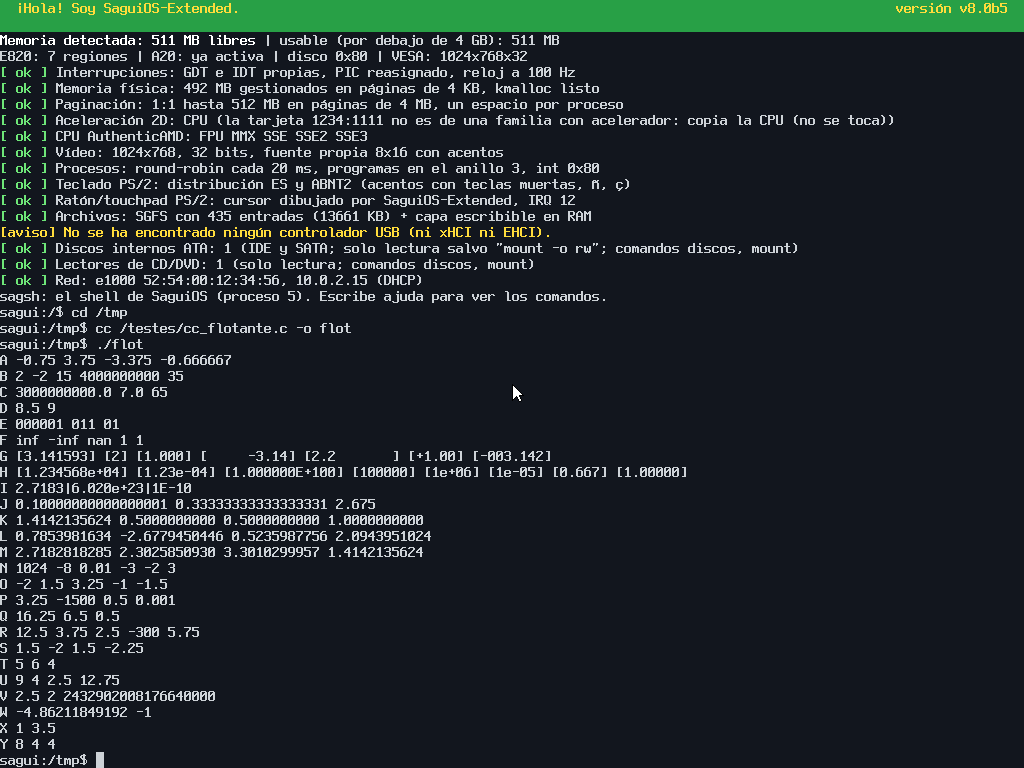 ¡Hola! Soy SaguiOS-Extended. versión v8.0b5
Memoria detectada: 511 MB libres | usable (por debajo de 4 GB): 511 MB
E820: 7 regiones | A20: ya activa | disco 0x80 | VESA: 1024x768x32
[ ok ] Interrupciones: GDT e IDT propias, PIC reasignado, reloj a 100 Hz
[ ok ] Memoria física: 492 MB gestionados en páginas de 4 KB, kmalloc listo
[ ok ] Paginación: 1:1 hasta 512 MB en páginas de 4 MB, un espacio por proceso
[ ok ] Aceleración 2D: CPU (la tarjeta 1234:1111 no es de una familia con acelerador: copia la CPU (no se toca))
[ ok ] CPU AuthenticAMD: FPU MMX SSE SSE2 SSE3
[ ok ] Vídeo: 1024x768, 32 bits, fuente propia 8x16 con acentos
[ ok ] Procesos: round-robin cada 20 ms, programas en el anillo 3, int 0x80
[ ok ] Teclado PS/2: distribución ES y ABNT2 (acentos con teclas muertas, ñ, ç)
[ ok ] Ratón/touchpad PS/2: cursor dibujado por SaguiOS-Extended, IRQ 12
[ ok ] Archivos: SGFS con 435 entradas (13661 KB) + capa escribible en RAM
[aviso] No se ha encontrado ningún controlador USB (ni xHCI ni EHCI).
[ ok ] Discos internos ATA: 1 (IDE y SATA; solo lectura salvo "mount -o rw"; comandos discos, mount)
[ ok ] Lectores de CD/DVD: 1 (solo lectura; comandos discos, mount)
[ ok ] Red: e1000 52:54:00:12:34:56, 10.0.2.15 (DHCP)
sagsh: el shell de SaguiOS (proceso 5). Escribe ayuda para ver los comandos.
sagui:/$ cd /tmp
sagui:/tmp$ cc /testes/cc_flotante.c -o flot
sagui:/tmp$ ./flot
A -0.75 3.75 -3.375 -0.666667
B 2 -2 15 4000000000 35
C 3000000000.0 7.0 65
D 8.5 9
E 000001 011 01
F inf -inf nan 1 1
G [3.141593] [2] [1.000] [     -3.14] [2.2       ] [+1.00] [-003.142]
H [1.234568e+04] [1.23e-04] [1.000000E+100] [100000] [1e+06] [1e-05] [0.667] [1.00000]
I 2.7183|6.020e+23|1E-10
J 0.10000000000000001 0.33333333333333331 2.675
K 1.4142135624 0.5000000000 0.5000000000 1.0000000000
L 0.7853981634 -2.6779450446 0.5235987756 2.0943951024
M 2.7182818285 2.3025850930 3.3010299957 1.4142135624
N 1024 -8 0.01 -3 -2 3
O -2 1.5 3.25 -1 -1.5
P 3.25 -1500 0.5 0.001
Q 16.25 6.5 0.5
R 12.5 3.75 2.5 -300 5.75
S 1.5 -2 1.5 -2.25
T 5 6 4
U 9 4 2.5 12.75
V 2.5 2 2432902008176640000
W -4.86211849192 -1
X 1 3.5
Y 8 4 4
sagui:/tmp$